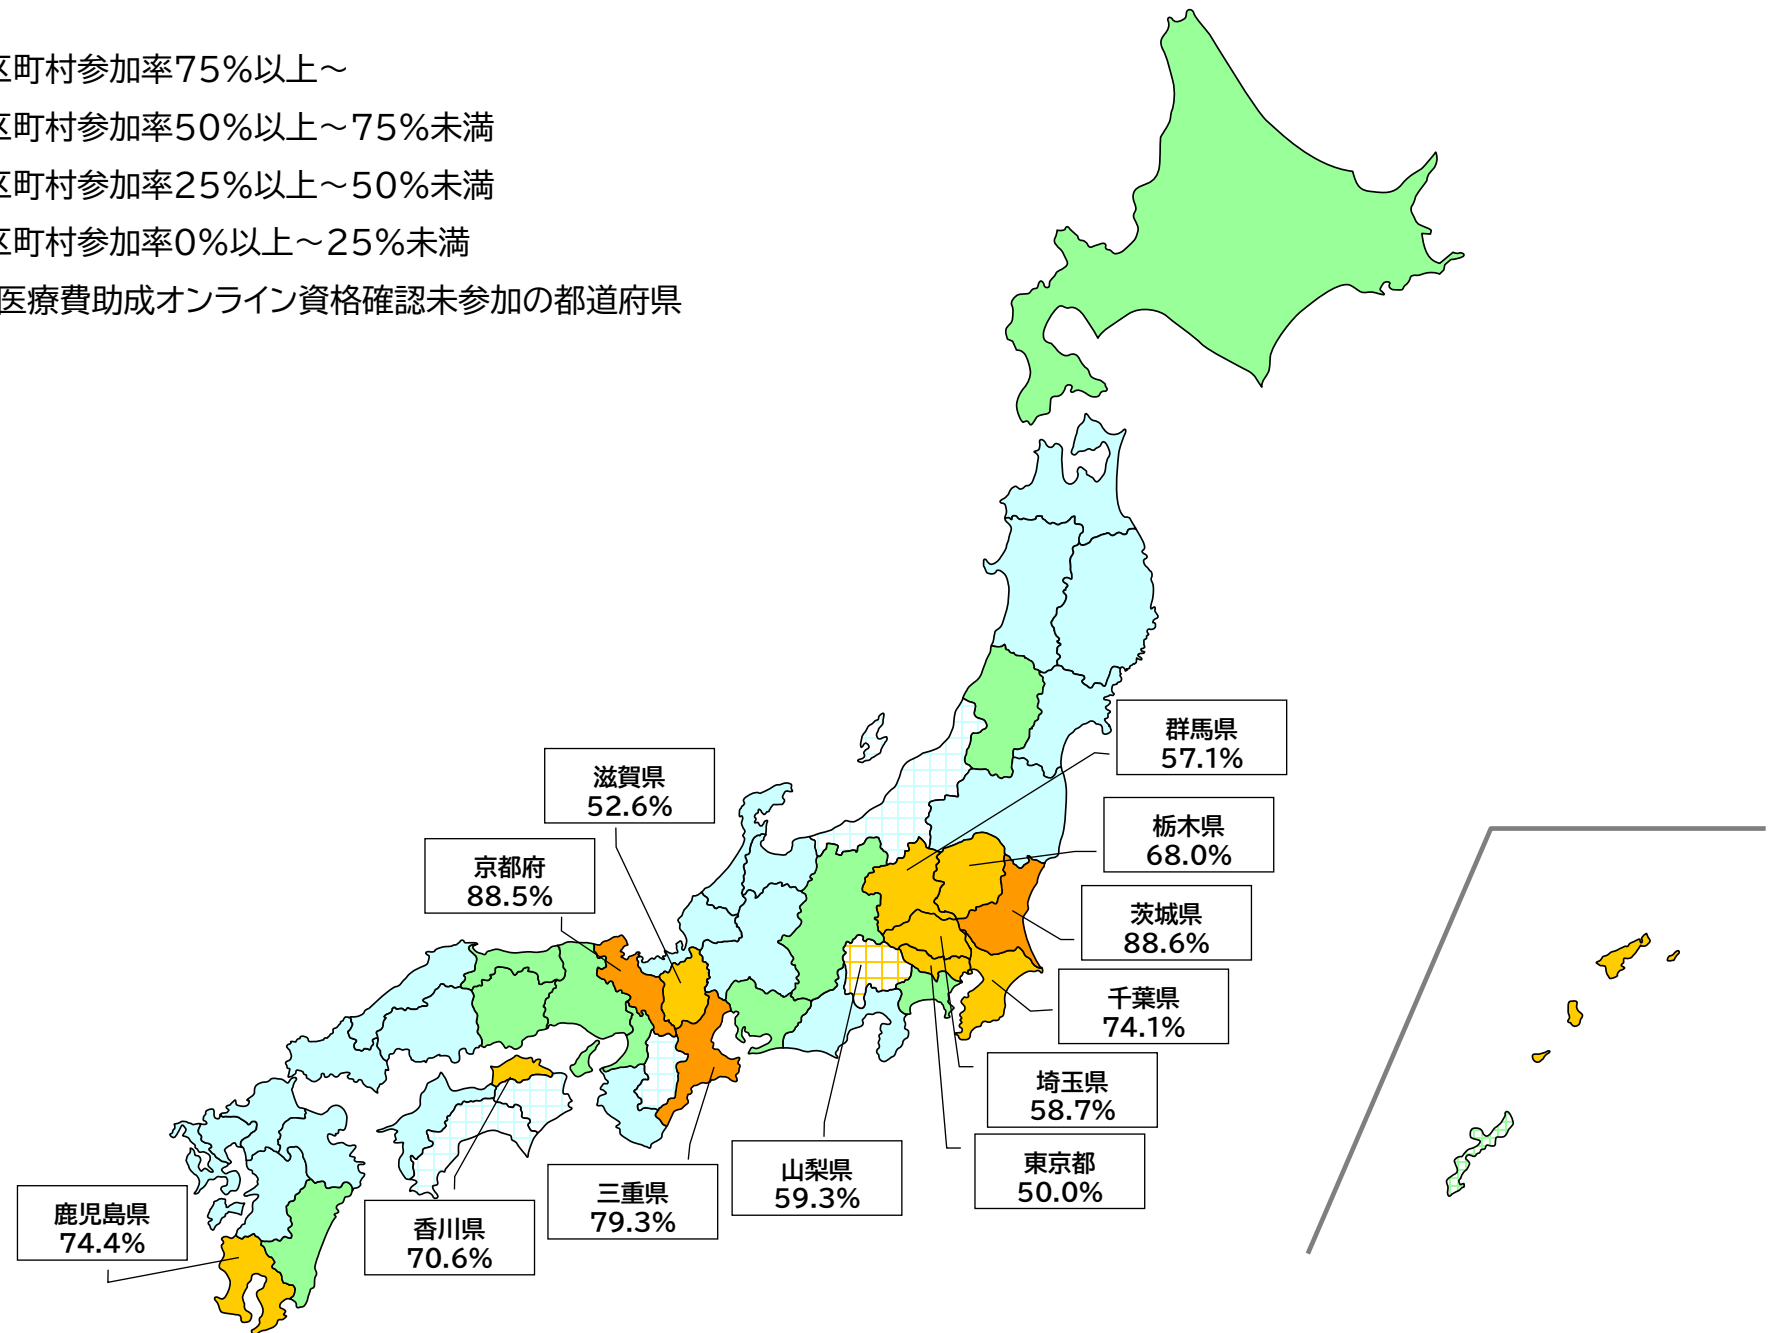 区町村参加率75%以上～
区町村参加率50%以上～75%未満
区町村参加率25%以上～50%未満
区町村参加率0%以上～25%未満
医療費助成オンライン資格確認未参加の都道府県
群馬県
57.1%
滋賀県
52.6%
栃木県
68.0%
京都府
88.5%
茨城県
88.6%
千葉県
74.1%
埼玉県
58.7%
東京都
50.0%
山梨県
59.3%
三重県
79.3%
香川県
70.6%
鹿児島県
74.4%